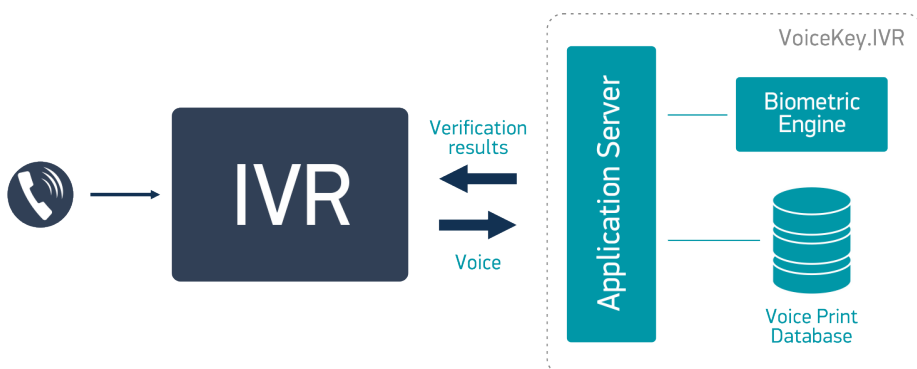 VoiceKey.IVR
IVR
Verification
results
Voice
Application Server
Biometric
Engine
Voice Print
Database